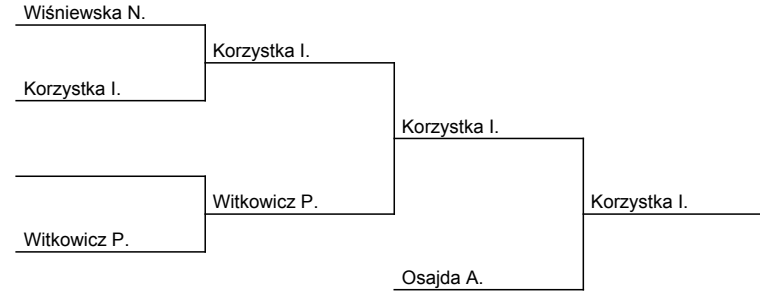 Wiśniewska N.
Korzystka I.
Korzystka I.
Korzystka I.
Witkowicz P.
Korzystka I.
Witkowicz P.
Osajda A.